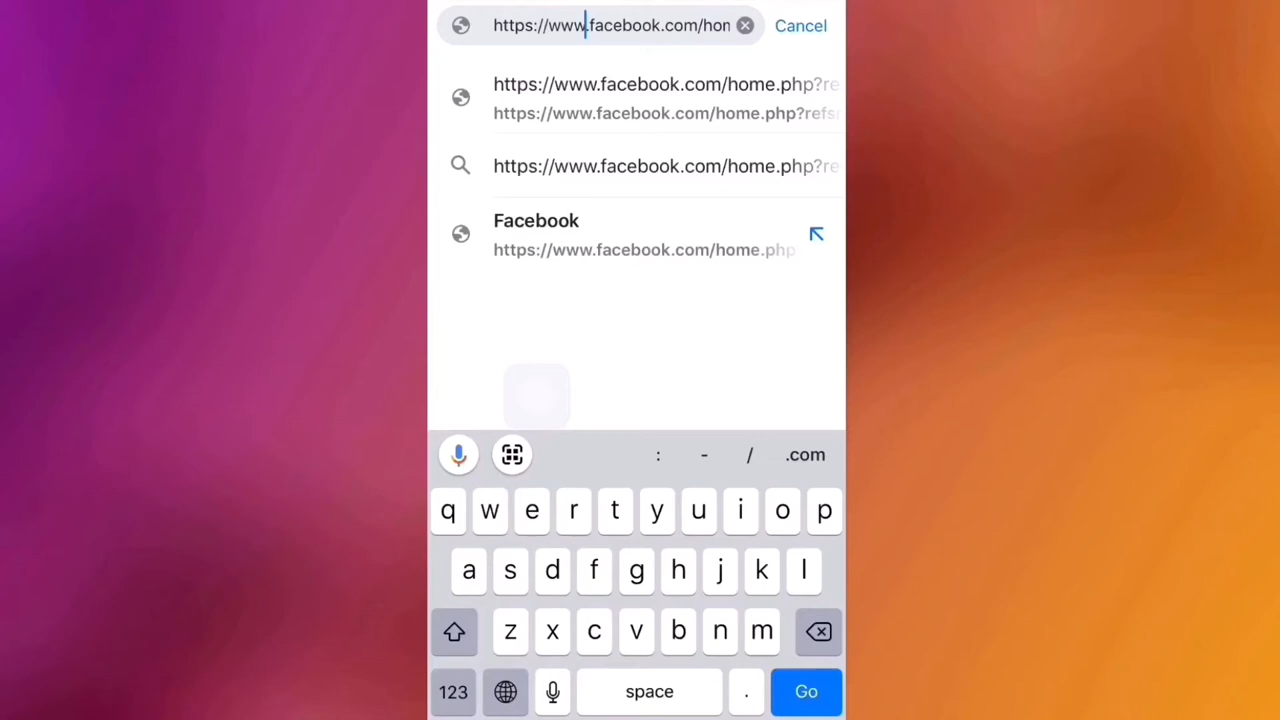 https://www.facebook.com/hon
Cancel
https://www.facebook.com/home.php?re
https://www.facebook.com/home.php?refs
https://www.facebook.com/home.php?re
Facebook
https://www.facebook.com/home.php
: - / .com
q w e r t y u i o p
a s d f g h j k l
z x c v b n m
123 space . Go